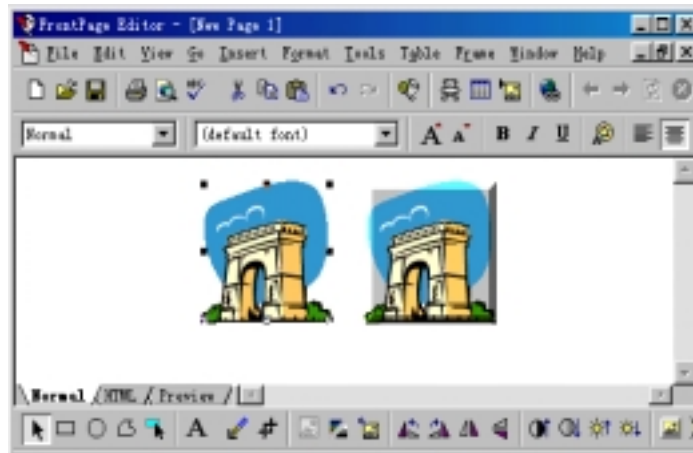 FrontPage Editor - [New Page 1]
File Edit View Go Insert Format Tools Table Frame Window Help
Normal (default font) A A B I U
Normal HTML Preview
A